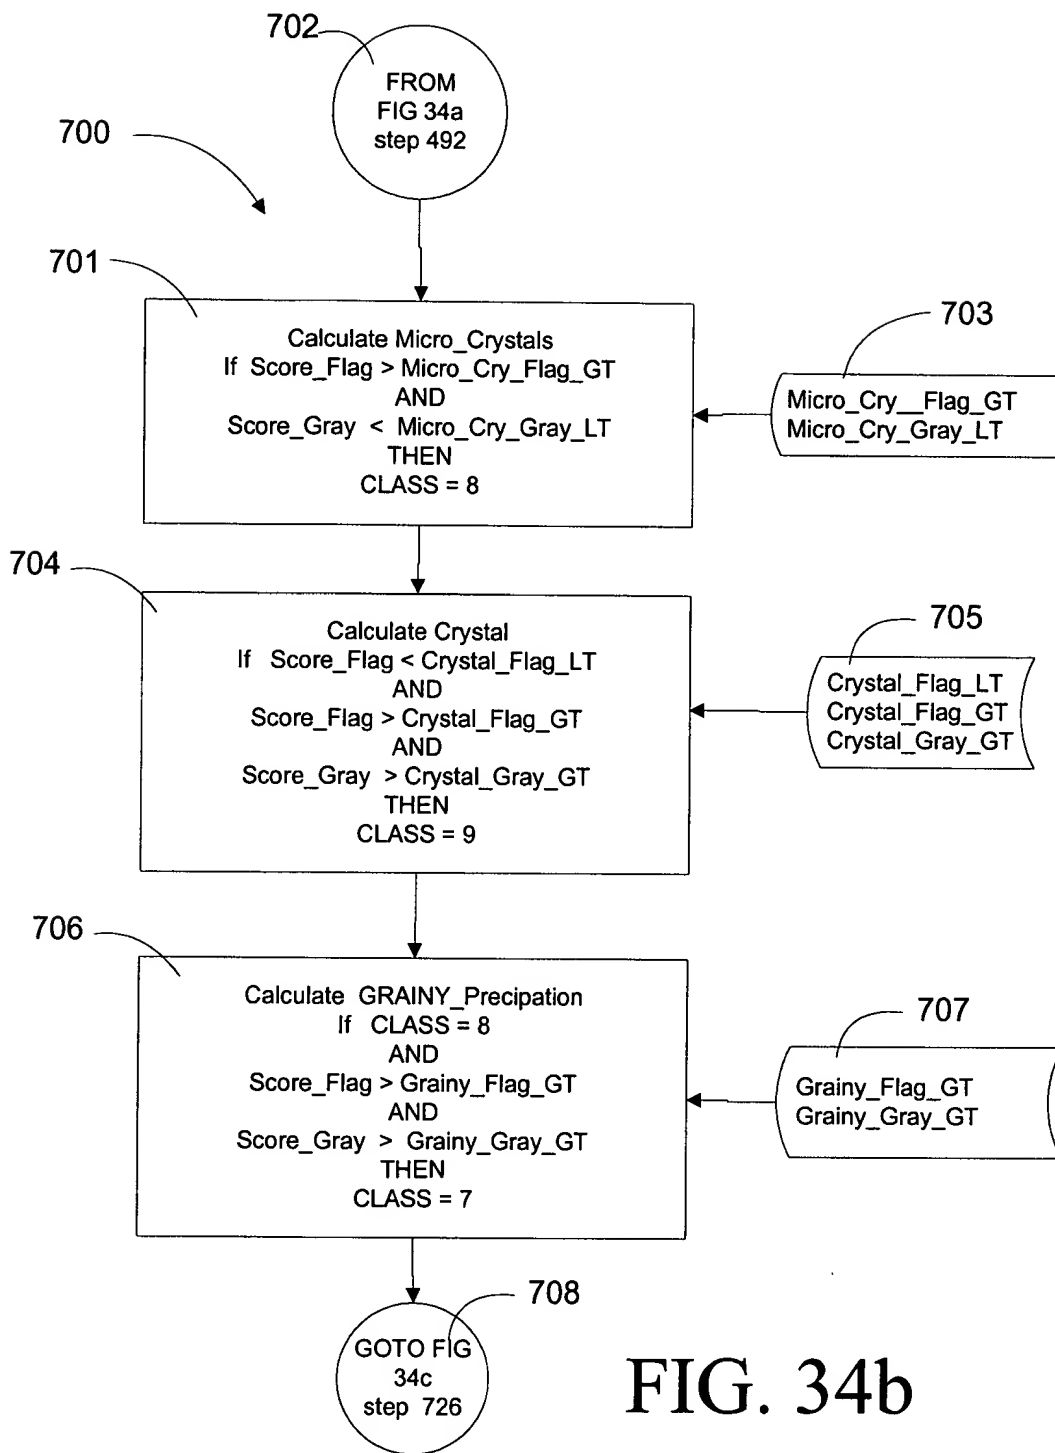 702
FROM
FIG 34a
step 492
700
701
Calculate Micro_Crystals
If Score_Flag > Micro_Cry_Flag_GT
AND
Score_Gray < Micro_Cry_Gray_LT
THEN
CLASS = 8
703
Micro_Cry__Flag_GT
Micro_Cry_Gray_LT
704
Calculate Crystal
If Score_Flag < Crystal_Flag_LT
AND
Score_Flag > Crystal_Flag_GT
AND
Score_Gray > Crystal_Gray_GT
THEN
CLASS = 9
705
Crystal_Flag_LT
Crystal_Flag_GT
Crystal_Gray_GT
706
Calculate GRAINY_Precipation
If CLASS = 8
AND
Score_Flag > Grainy_Flag_GT
AND
Score_Gray > Grainy_Gray_GT
THEN
CLASS = 7
707
Grainy_Flag_GT
Grainy_Gray_GT
708
GOTO FIG
34c
step 726
FIG. 34b